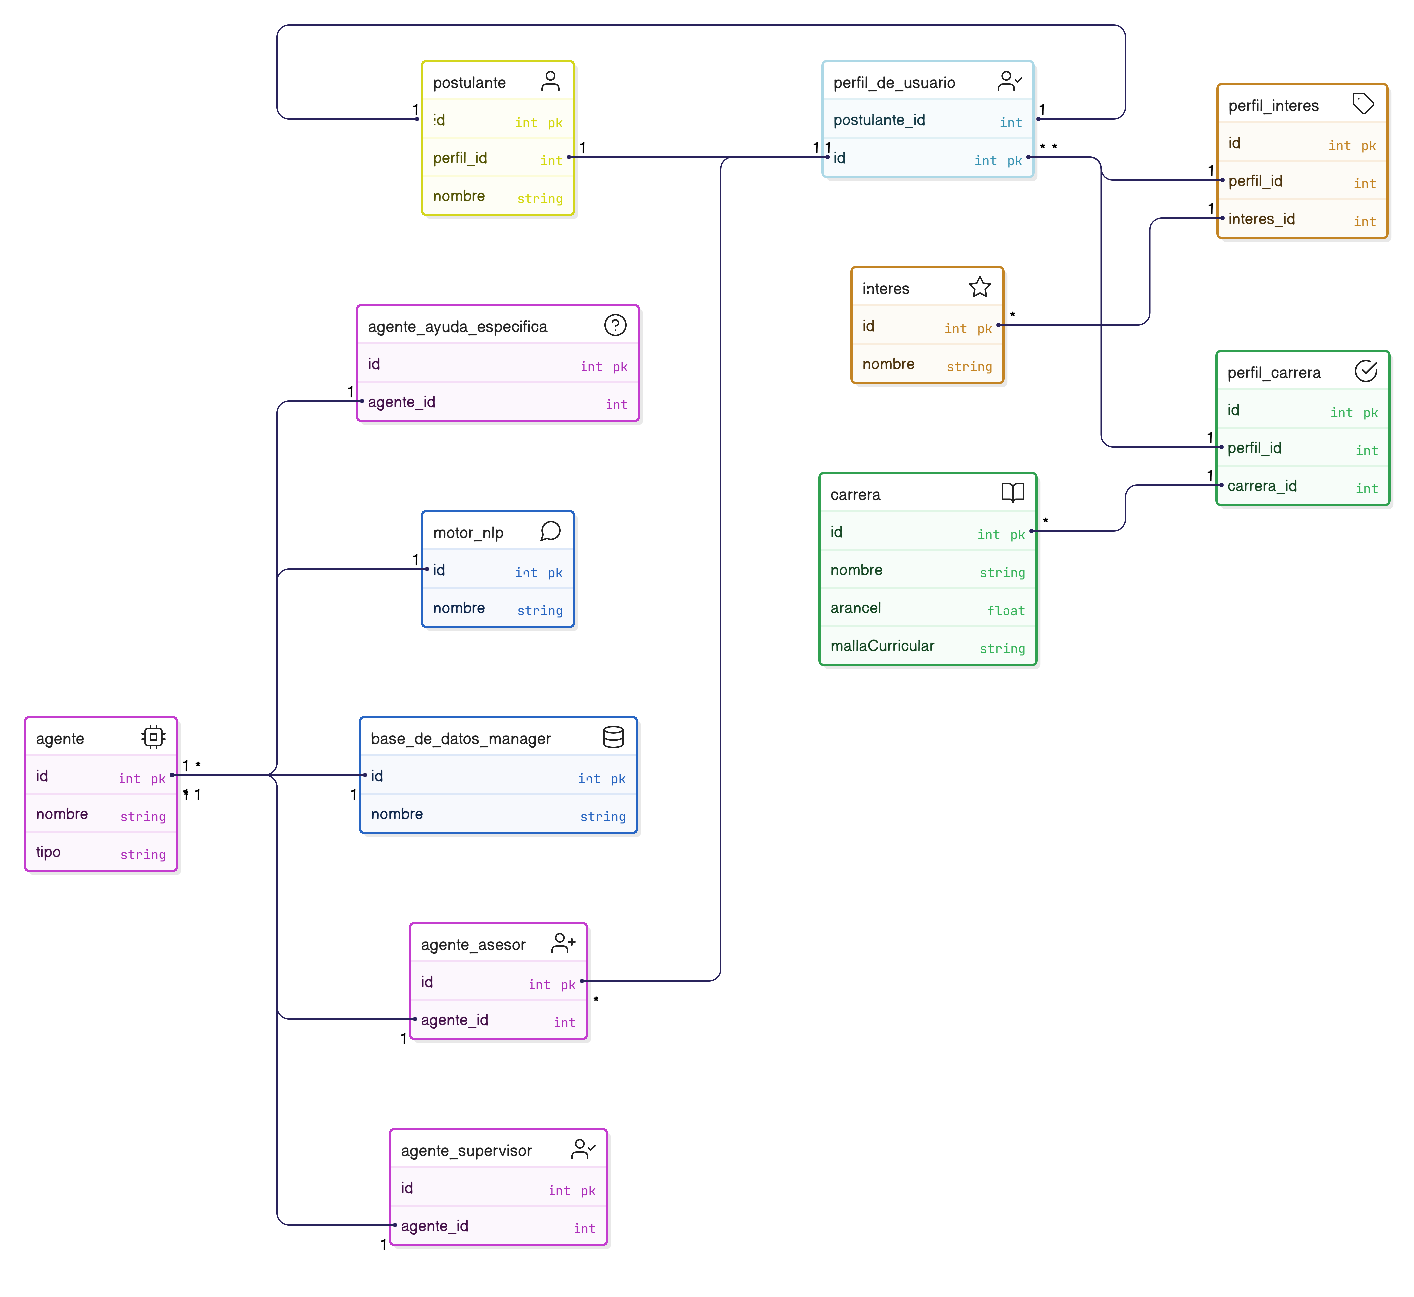 postulante
id int pk
perfil_id int
nombre string
1
1
perfil_de_usuario
postulante_id int
id int pk
1
1 1
* *
perfil_interes
id int pk
perfil_id int
interes_id int
1
1
interes
id int pk
nombre string
*
agente_ayuda_especifica
id int pk
agente_id int
1
perfil_carrera
id int pk
perfil_id int
carrera_id int
1
1
carrera
id int pk
nombre string
arancel float
mallaCurricular string
*
motor_nlp
id int pk
nombre string
1
agente
id int pk
nombre string
tipo string
1 *
* 1 1
base_de_datos_manager
id int pk
nombre string
1
agente_asesor
id int pk
agente_id int
*
1
agente_supervisor
id int pk
agente_id int
1